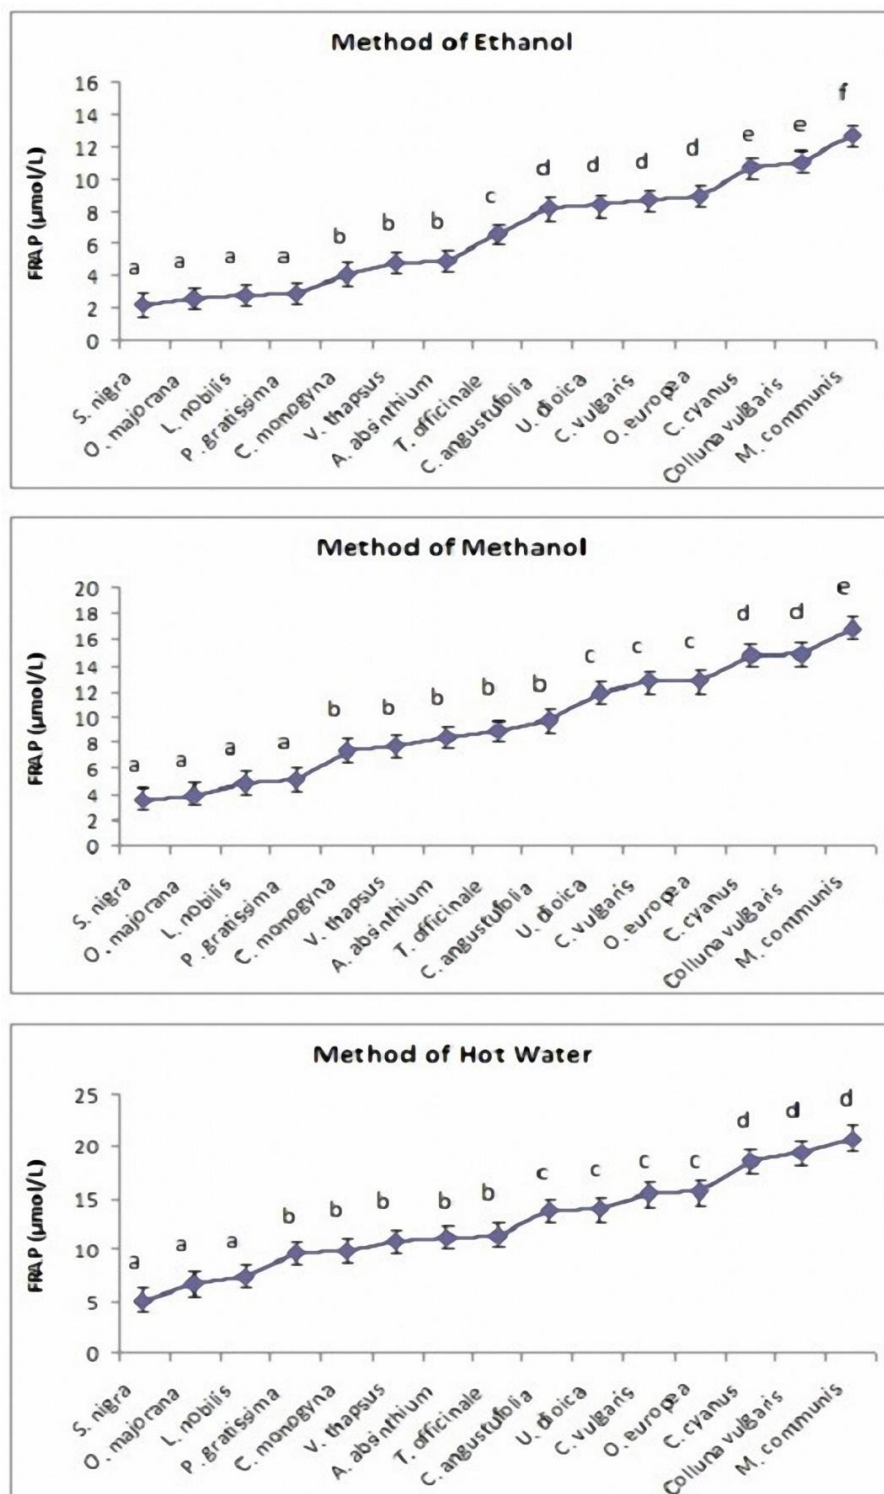 Method of Ethanol
FRAP (µmol/L)
16
14
12
10
8
6
4
2
0
a a a a b b b c d d d d e e f
S. nigra
O. majorana
L. nobilis
P. gratissima
C. monogyna
V. thapsus
A. absinthium
T. officinale
C. angustufolia
U. dioica
C. vulgaris
O. europea
C. cyanus
Colluna vulgaris
M. communis
Method of Methanol
FRAP (µmol/L)
20
18
16
14
12
10
8
6
4
2
0
a a a a b b b b b c c c d d e
S. nigra
O. majorana
L. nobilis
P. gratissima
C. monogyna
V. thapsus
A. absinthium
T. officinale
C. angustufolia
U. dioica
C. vulgaris
O. europea
C. cyanus
Colluna vulgaris
M. communis
Method of Hot Water
FRAP (µmol/L)
25
20
15
10
5
0
a a a b b b b b c c c c d d d
S. nigra
O. majorana
L. nobilis
P. gratissima
C. monogyna
V. thapsus
A. absinthium
T. officinale
C. angustufolia
U. dioica
C. vulgaris
O. europea
C. cyanus
Colluna vulgaris
M. communis